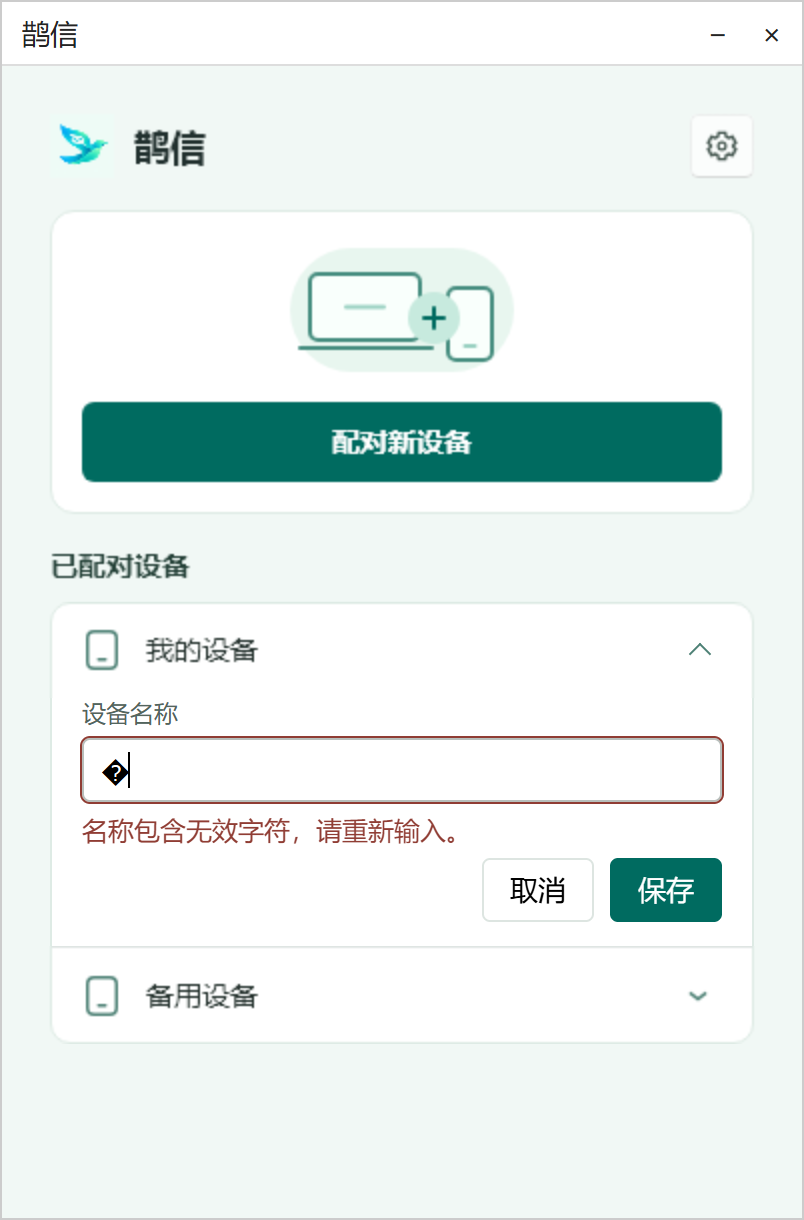 鹊信
鹊信
配对新设备
已配对设备
我的设备
设备名称
�
名称包含无效字符，请重新输入。
取消
保存
备用设备